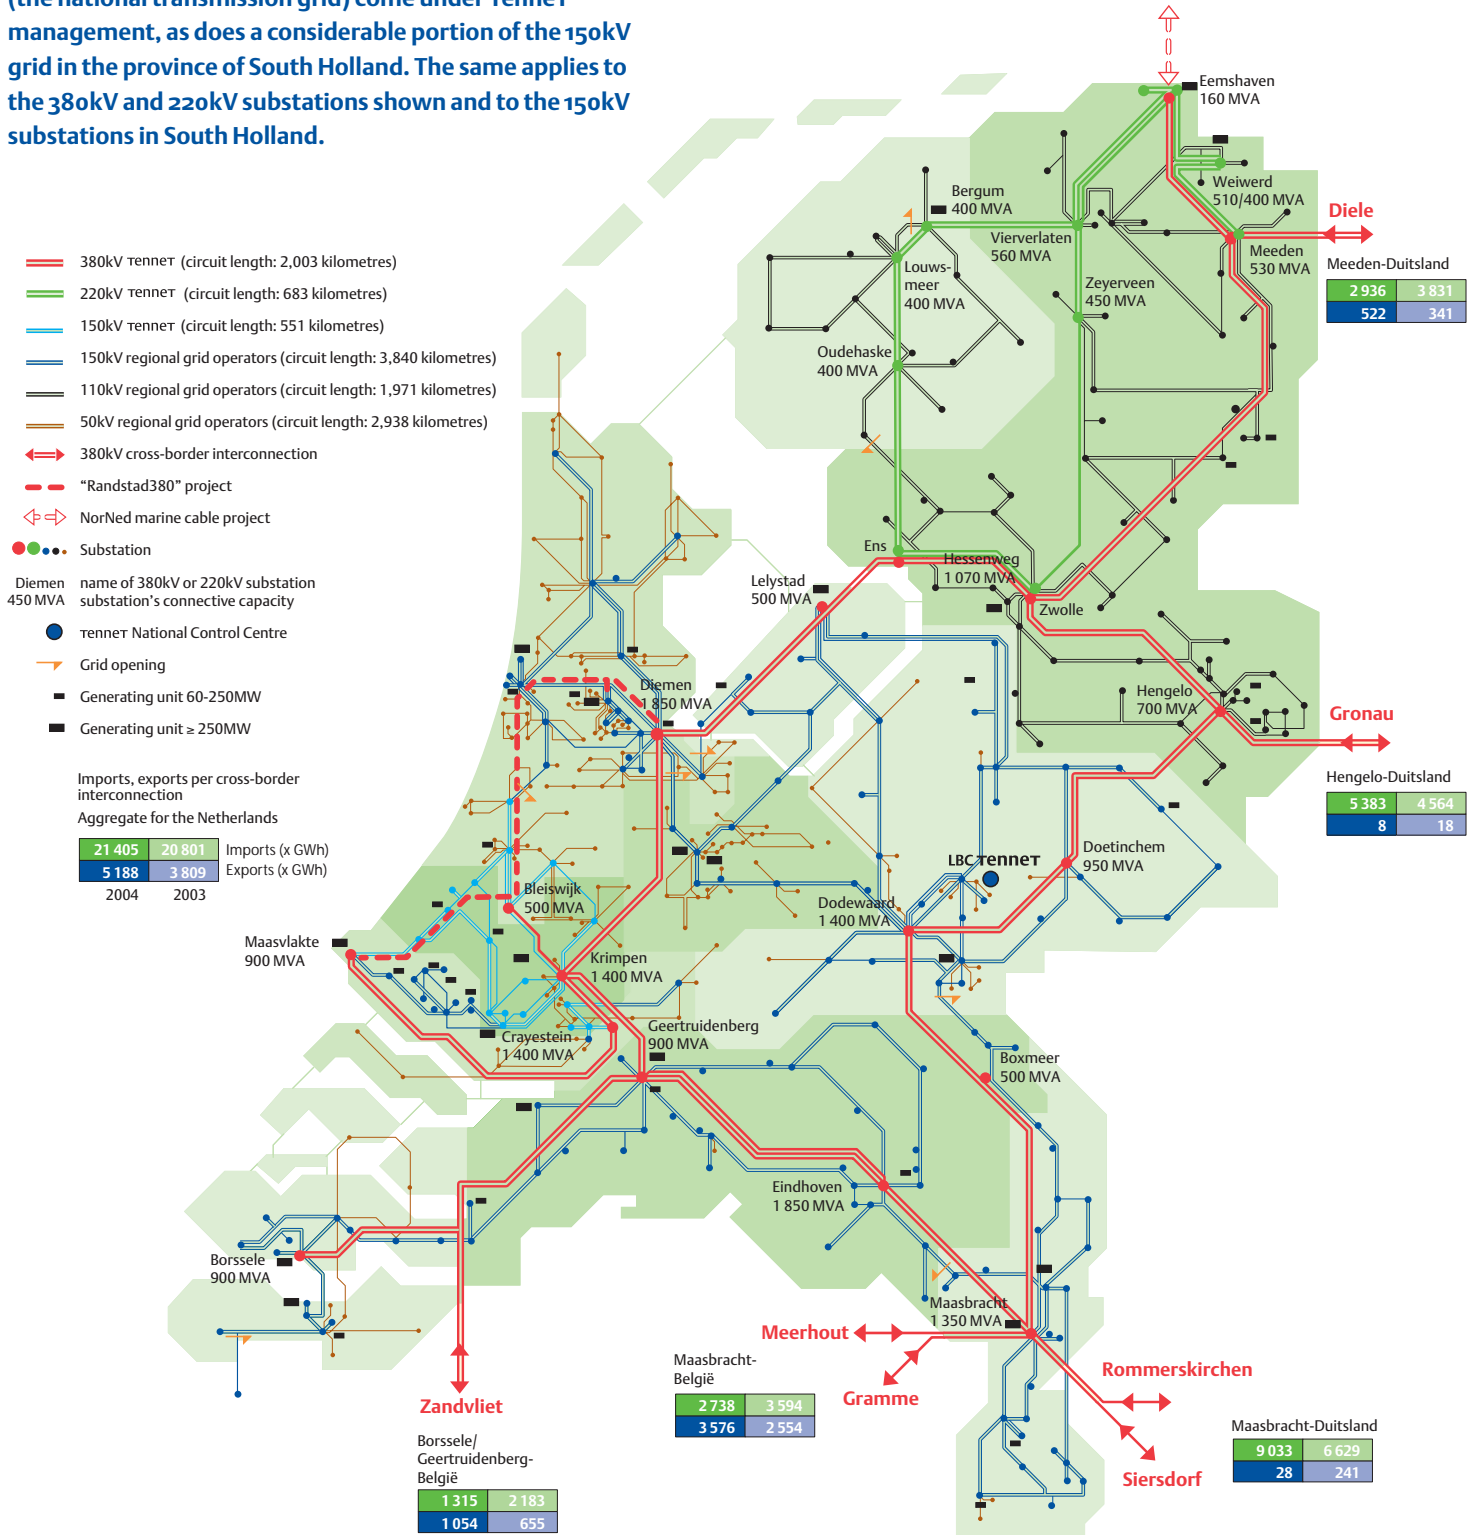 (the national transmission grid) come under TenneT
management, as does a considerable portion of the 150kV
grid in the province of South Holland. The same applies to
the 380kV and 220kV substations shown and to the 150kV
substations in South Holland.
380kV TenneT (circuit length: 2,003 kilometres)
220kV TenneT (circuit length: 683 kilometres)
150kV TenneT (circuit length: 551 kilometres)
150kV regional grid operators (circuit length: 3,840 kilometres)
110kV regional grid operators (circuit length: 1,971 kilometres)
50kV regional grid operators (circuit length: 2,938 kilometres)
380kV cross-border interconnection
"Randstad380" project
NorNed marine cable project
Substation
Diemen
450 MVA
name of 380kV or 220kV substation
substation's connective capacity
TenneT National Control Centre
Grid opening
Generating unit 60-250MW
Generating unit ≥ 250MW
Imports, exports per cross-border
interconnection
Aggregate for the Netherlands
21 405 20 801 Imports (x GWh)
5 188 3 809 Exports (x GWh)
2004 2003
Eemshaven
160 MVA
Weiwerd
510/400 MVA
Bergum
400 MVA
Vierverlaten
560 MVA
Diele
Meeden
530 MVA
Meeden-Duitsland
2 936 3 831
522 341
Louws-
meer
400 MVA
Zeyerveen
450 MVA
Oudehaske
400 MVA
Ens
Hessenweg
1 070 MVA
Lelystad
500 MVA
Zwolle
Diemen
1 850 MVA
Hengelo
700 MVA
Gronau
Hengelo-Duitsland
5 383 4 564
8 18
Doetinchem
950 MVA
LBC TenneT
Dodewaard
1 400 MVA
Bleiswijk
500 MVA
Maasvlakte
900 MVA
Krimpen
1 400 MVA
Crayestein
1 400 MVA
Geertruidenberg
900 MVA
Boxmeer
500 MVA
Eindhoven
1 850 MVA
Borssele
900 MVA
Maasbracht
1 350 MVA
Meerhout
Gramme
Rommerskirchen
Siersdorf
Zandvliet
Maasbracht-
België
2 738 3 594
3 576 2 554
Maasbracht-Duitsland
9 033 6 629
28 241
Borssele/
Geertruidenberg-
België
1 315 2 183
1 054 655